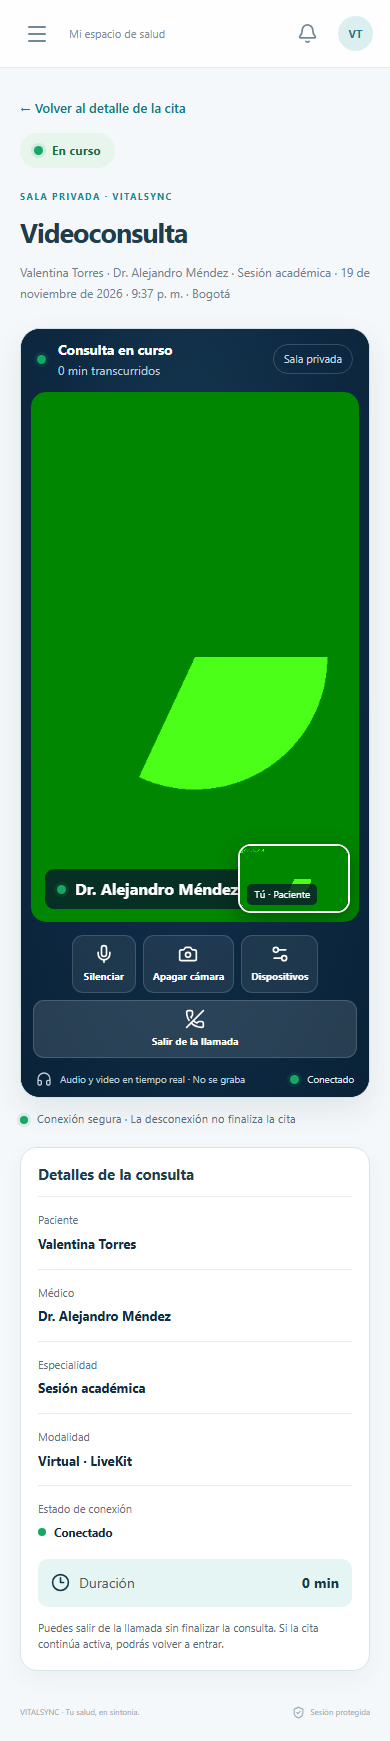 Mi espacio de salud
VT
← Volver al detalle de la cita
En curso
SALA PRIVADA · VITALSYNC
Videoconsulta
Valentina Torres · Dr. Alejandro Méndez · Sesión académica · 19 de
noviembre de 2026 · 9:37 p. m. · Bogotá
Consulta en curso
0 min transcurridos
Sala privada
Dr. Alejandro Méndez
Tú · Paciente
Silenciar
Apagar cámara
Dispositivos
Salir de la llamada
Audio y video en tiempo real · No se graba
Conectado
Conexión segura · La desconexión no finaliza la cita
Detalles de la consulta
Paciente
Valentina Torres
Médico
Dr. Alejandro Méndez
Especialidad
Sesión académica
Modalidad
Virtual · LiveKit
Estado de conexión
Conectado
Duración
0 min
Puedes salir de la llamada sin finalizar la consulta. Si la cita
continúa activa, podrás volver a entrar.
VITALSYNC · Tu salud, en sintonía.
Sesión protegida